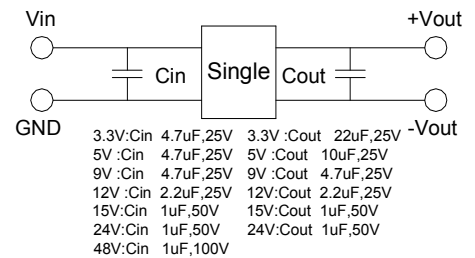 Vin +Vout
Cin Single Cout
GND -Vout
3.3V:Cin 4.7uF,25V 3.3V :Cout 22uF,25V
5V :Cin 4.7uF,25V 5V :Cout 10uF,25V
9V :Cin 4.7uF,25V 9V :Cout 4.7uF,25V
12V :Cin 2.2uF,25V 12V:Cout 2.2uF,25V
15V:Cin 1uF,50V 15V:Cout 1uF,50V
24V:Cin 1uF,50V 24V:Cout 1uF,50V
48V:Cin 1uF,100V